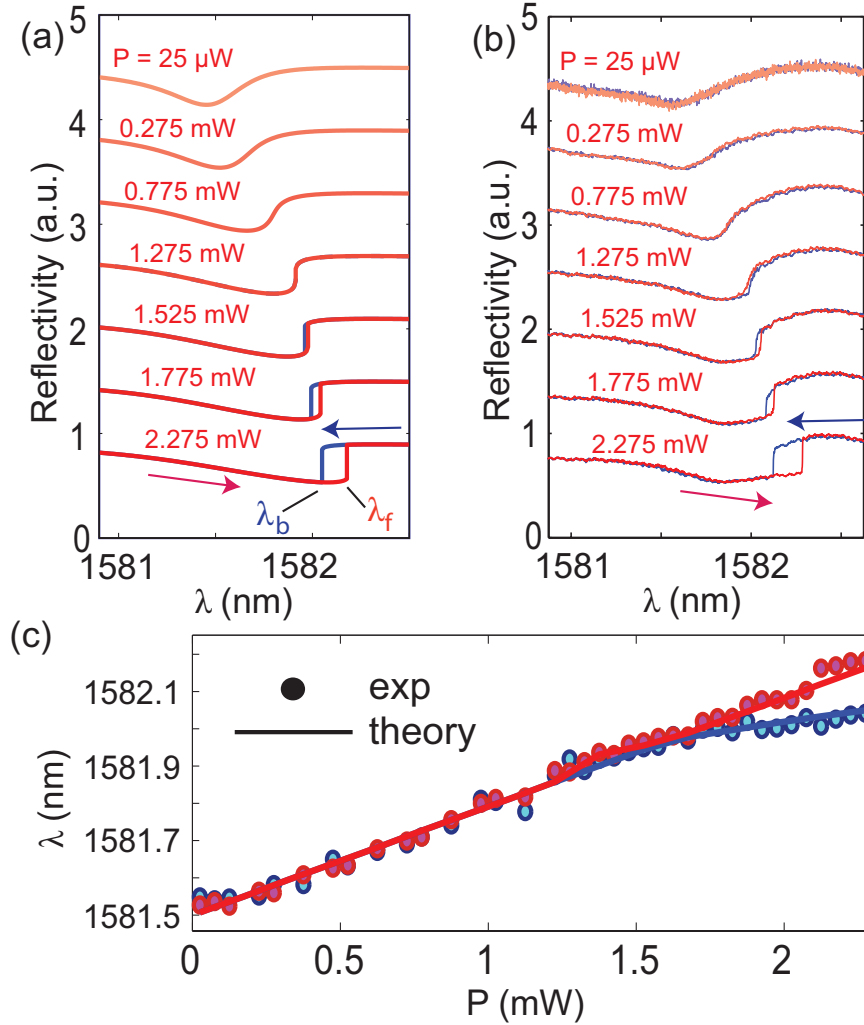 (a)
P = 25 µW
0.275 mW
0.775 mW
1.275 mW
1.525 mW
1.775 mW
2.275 mW
λb
λf
Reflectivity (a.u.)
5
4
3
2
1
0
1581
1582
λ (nm)
(b)
P = 25 µW
0.275 mW
0.775 mW
1.275 mW
1.525 mW
1.775 mW
2.275 mW
Reflectivity (a.u.)
5
4
3
2
1
0
1581
1582
λ (nm)
(c)
exp
theory
λ (nm)
1582.1
1581.9
1581.7
1581.5
0
0.5
1
1.5
2
P (mW)